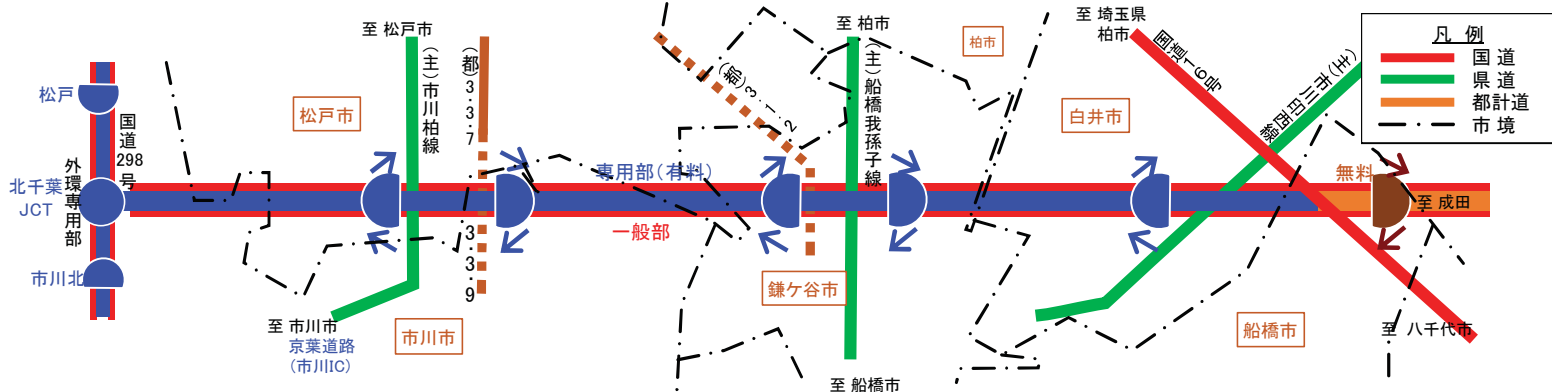 至 松戸市
(主)市川柏線
(都)3・3・7
3・3・9
松戸市
松戸
国道298号
外環専用部
北千葉
JCT
市川北
至 市川市
京葉道路
(市川IC)
市川市
専用部(有料)
一般部
(都)3・1・2
至 柏市
(主)船橋我孫子線
柏市
鎌ケ谷市
至 船橋市
至 埼玉県
柏市
国道16号
(主)市川印西線
白井市
船橋市
無料
至 成田
至 八千代市
凡 例
国 道
県 道
都計道
市 境